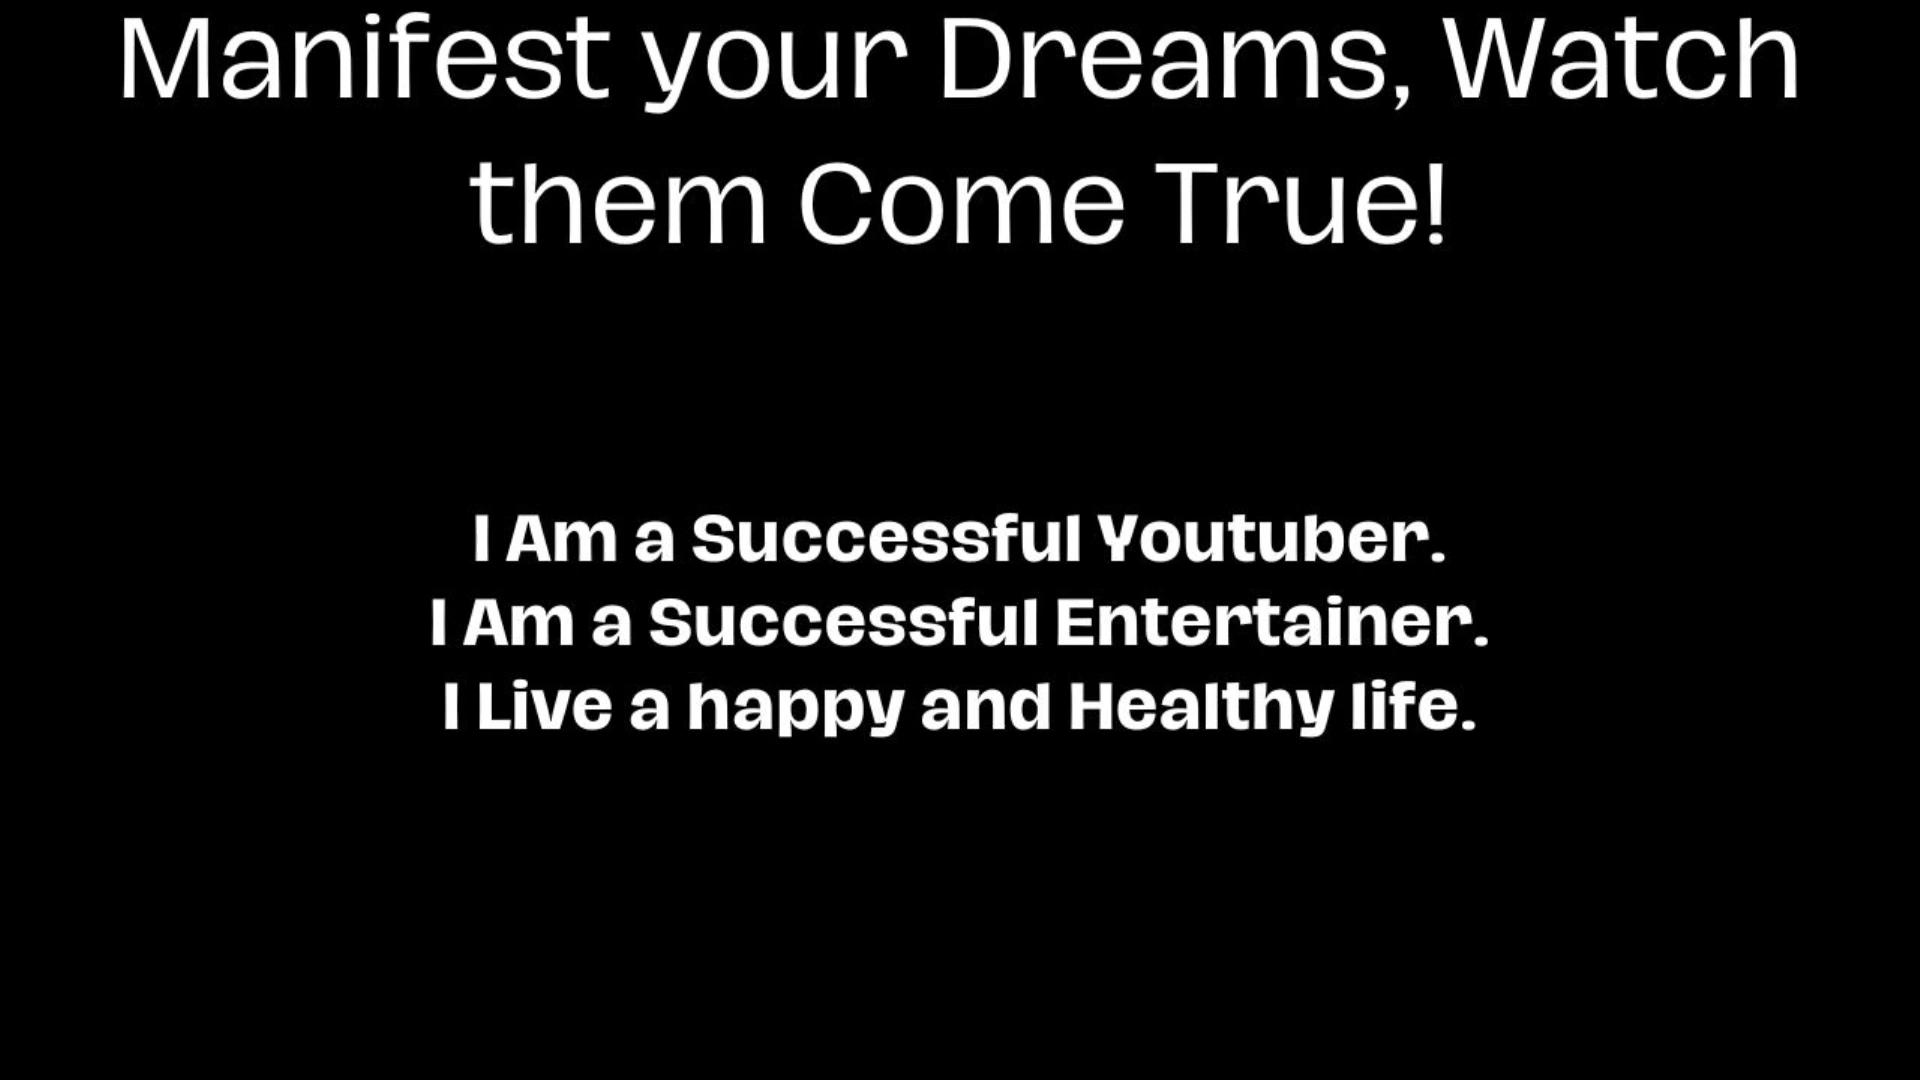 Manifest your Dreams, Watch
them Come True!
I Am a Successful Youtuber.
I Am a Successful Entertainer.
I Live a happy and Healthy life.